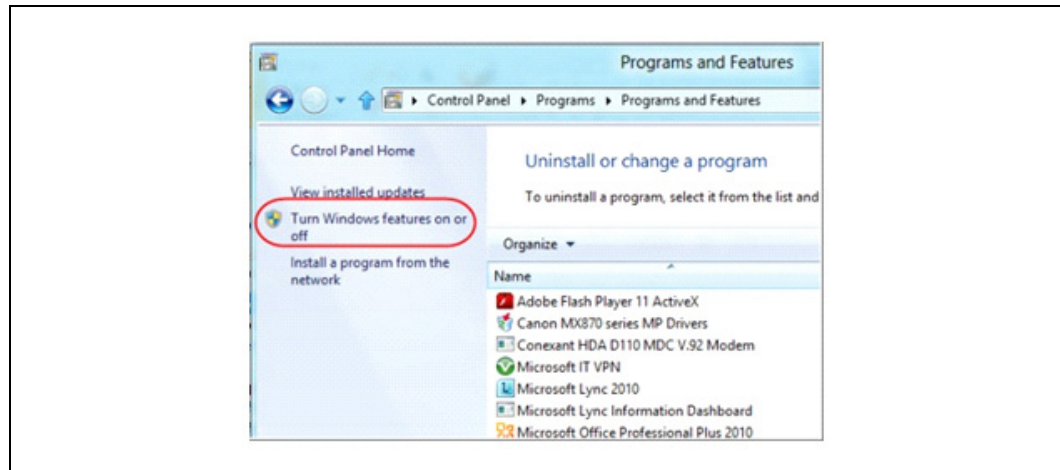 Programs and Features
Control Panel ▸ Programs ▸ Programs and Features
Control Panel Home
View installed updates
Turn Windows features on or
off
Install a program from the
network
Uninstall or change a program
To uninstall a program, select it from the list and
Organize
Name
Adobe Flash Player 11 ActiveX
Canon MX870 series MP Drivers
Conexant HDA D110 MDC V.92 Modem
Microsoft IT VPN
Microsoft Lync 2010
Microsoft Lync Information Dashboard
Microsoft Office Professional Plus 2010